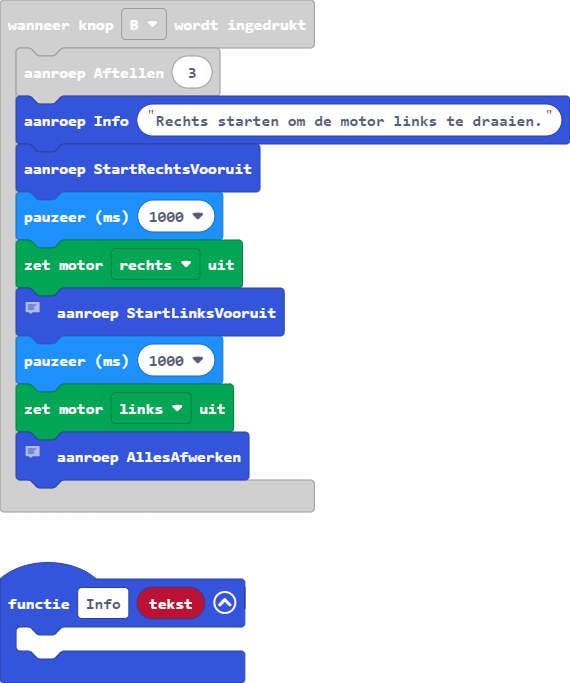 wanneer knop B wordt ingedrukt
aanroep Aftellen 3
aanroep Info "Rechts starten om de motor links te draaien."
aanroep StartRechtsVooruit
pauzeer (ms) 1000
zet motor rechts uit
aanroep StartLinksVooruit
pauzeer (ms) 1000
zet motor links uit
aanroep AllesAfwerken
functie Info tekst